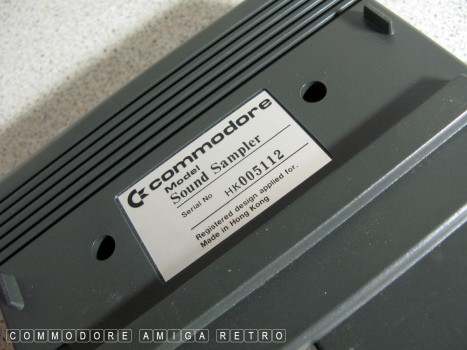 commodore
Model
Sound Sampler
Serial No HK005112
Registered design applied for.
Made in Hong Kong
COMMODORE AMIGA RETRO